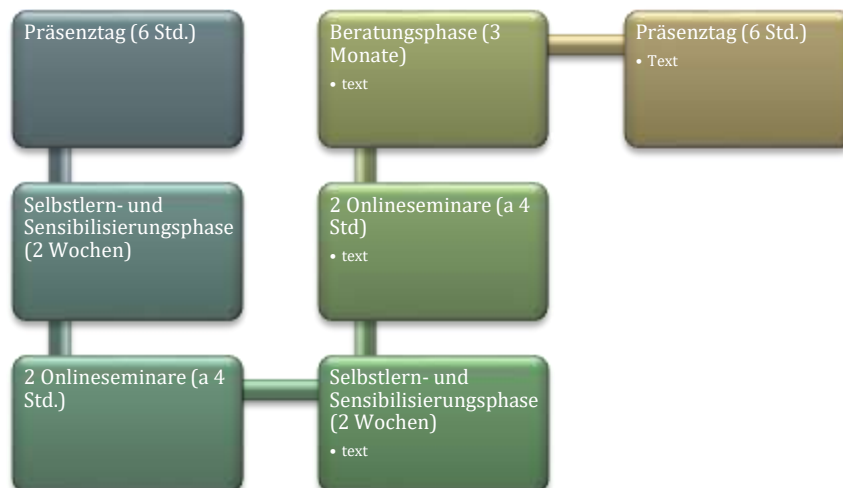 Präsenztag (6 Std.)
Selbstlern- und
Sensibilisierungsphase
(2 Wochen)
2 Onlineseminare (a 4
Std.)
Selbstlern- und
Sensibilisierungsphase
(2 Wochen)
• text
2 Onlineseminare (a 4
Std)
• text
Beratungsphase (3
Monate)
• text
Präsenztag (6 Std.)
• Text